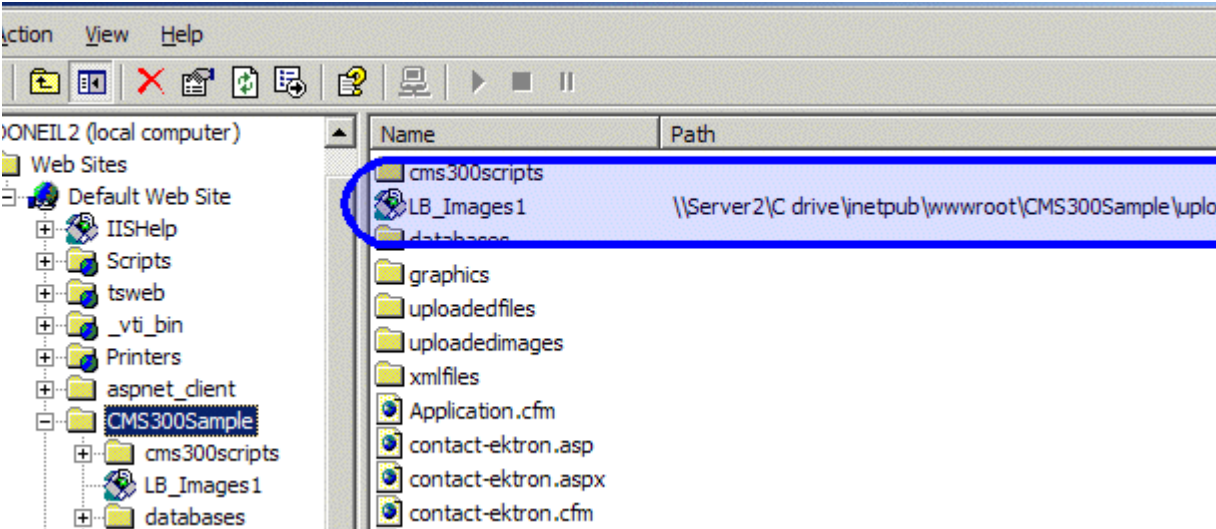 Action View Help
DONEIL2 (local computer)
Web Sites
Default Web Site
IISHelp
Scripts
tsweb
_vti_bin
Printers
aspnet_client
CMS300Sample
cms300scripts
LB_Images1
databases
Name Path
cms300scripts
LB_Images1 \\Server2\C drive\inetpub\wwwroot\CMS300Sample\uplo
databases
graphics
uploadedfiles
uploadedimages
xmlfiles
Application.cfm
contact-ektron.asp
contact-ektron.aspx
contact-ektron.cfm